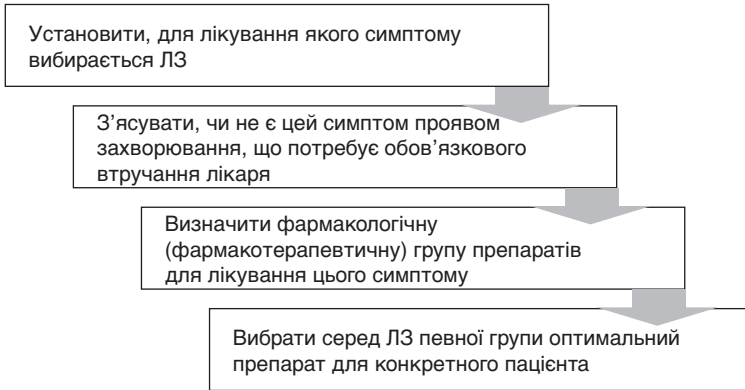 Установити, для лікування якого симптому
вибирається ЛЗ
З’ясувати, чи не є цей симптом проявом
захворювання, що потребує обов’язкового
втручання лікаря
Визначити фармакологічну
(фармакотерапевтичну) групу препаратів
для лікування цього симптому
Вибрати серед ЛЗ певної групи оптимальний
препарат для конкретного пацієнта